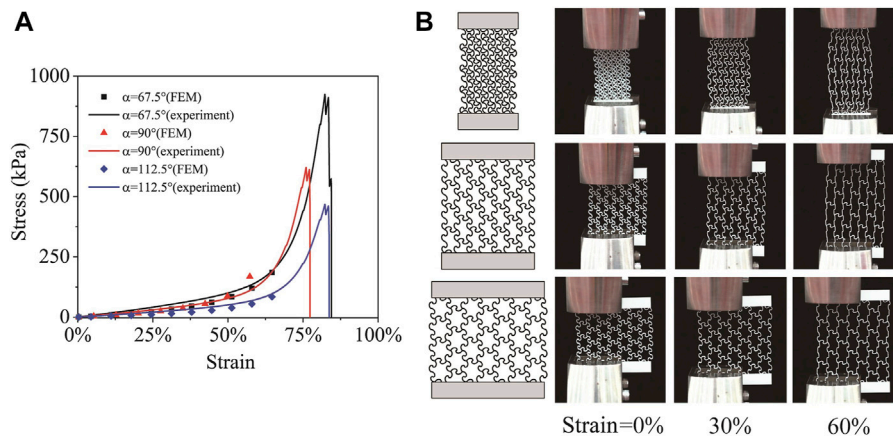 A
B
1000
750
500
250
0
Stress (kPa)
α=67.5°(FEM)
α=67.5°(experiment)
α=90°(FEM)
α=90°(experiment)
α=112.5°(FEM)
α=112.5°(experiment)
0% 25% 50% 75% 100%
Strain
Strain=0% 30% 60%